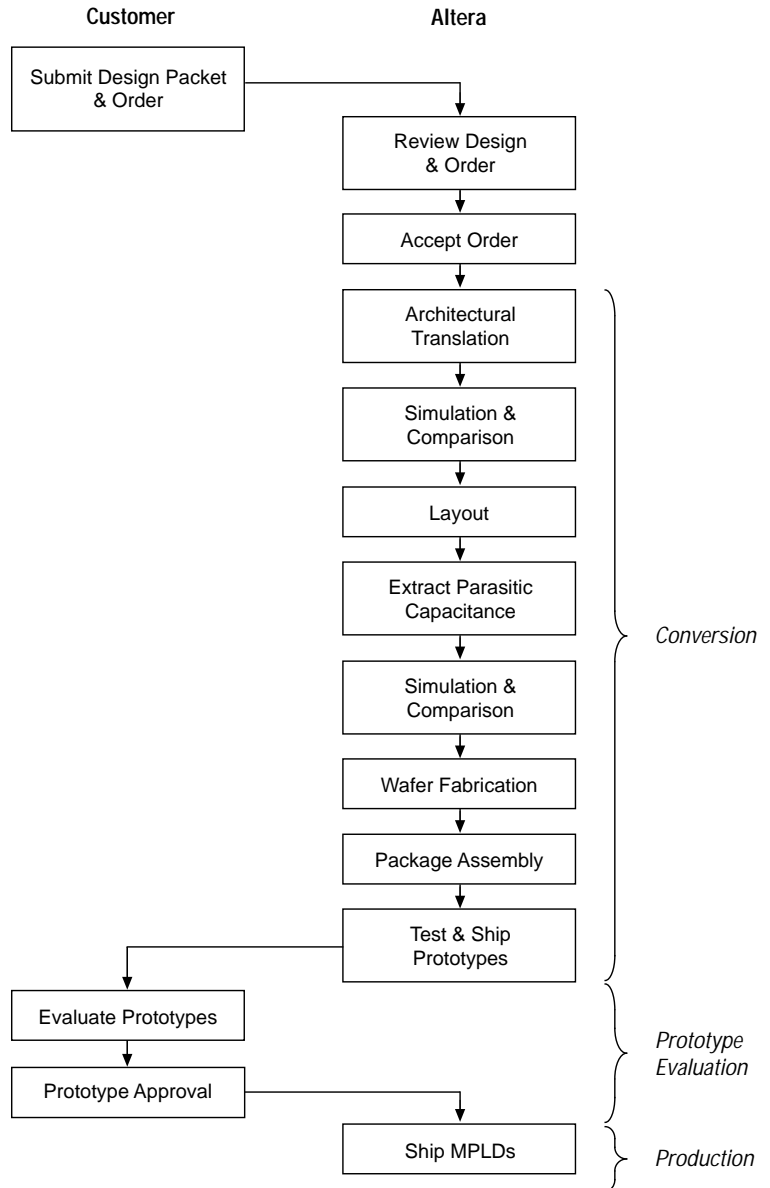 Customer
Altera
Submit Design Packet
& Order
Review Design
& Order
Accept Order
Architectural
Translation
Simulation &
Comparison
Layout
Extract Parasitic
Capacitance
Simulation &
Comparison
Conversion
Wafer Fabrication
Package Assembly
Test & Ship
Prototypes
Evaluate Prototypes
Prototype
Evaluation
Prototype Approval
Ship MPLDs
Production